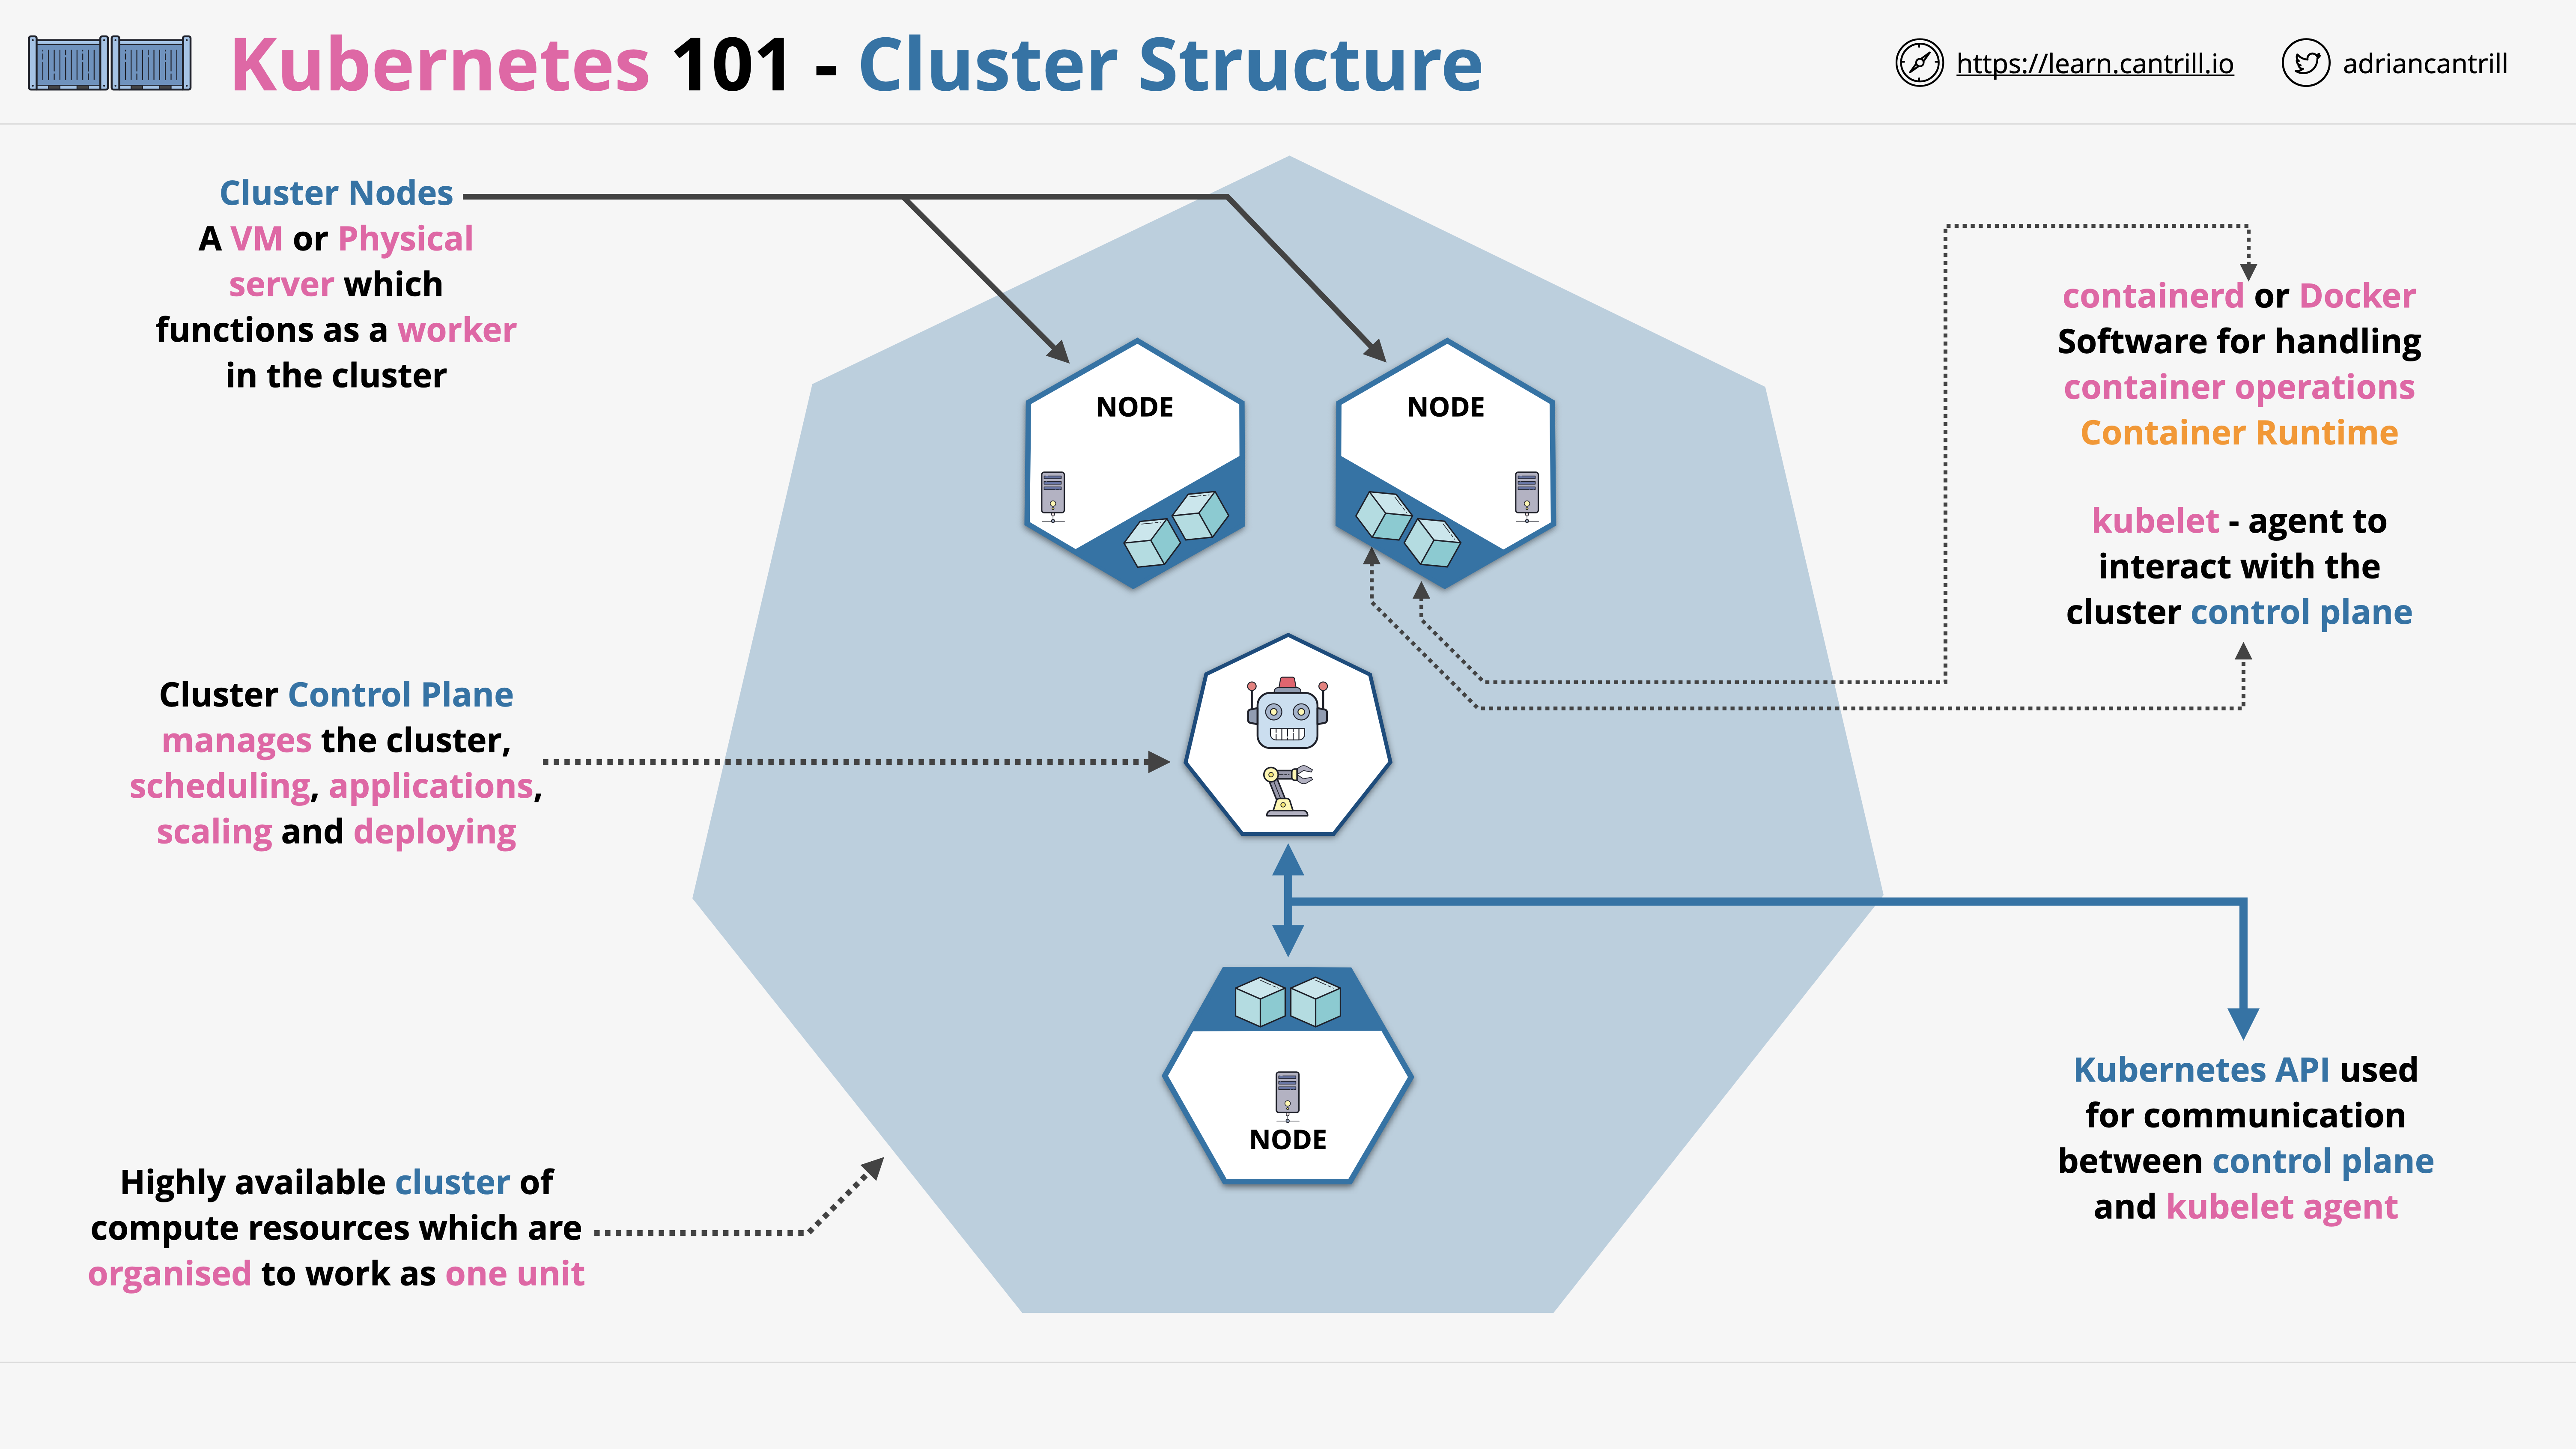 Kubernetes 101 - Cluster Structure
https://learn.cantrill.io
adriancantrill
Cluster Nodes
A VM or Physical
server which
functions as a worker
in the cluster
NODE
NODE
containerd or Docker
Software for handling
container operations
Container Runtime
kubelet - agent to
interact with the
cluster control plane
Cluster Control Plane
manages the cluster,
scheduling, applications,
scaling and deploying
NODE
Kubernetes API used
for communication
between control plane
and kubelet agent
Highly available cluster of
compute resources which are
organised to work as one unit